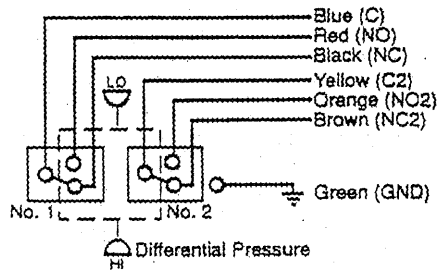 Blue (C)
Red (NO)
Black (NC)
LO
Yellow (C2)
Orange (NO2)
Brown (NC2)
No. 1
No. 2
Green (GND)
HI
Differential Pressure